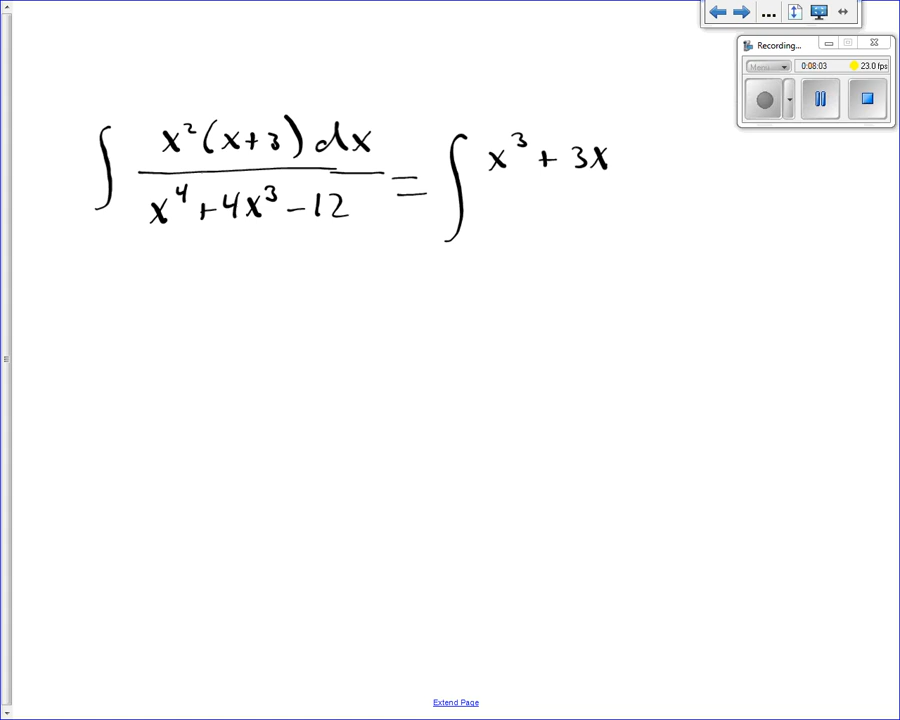 Recording...
Menu
0:08:03
23.0 fps
∫ x²(x+3) dx / x⁴+4x³−12 = ∫ x³ + 3x
Extend Page